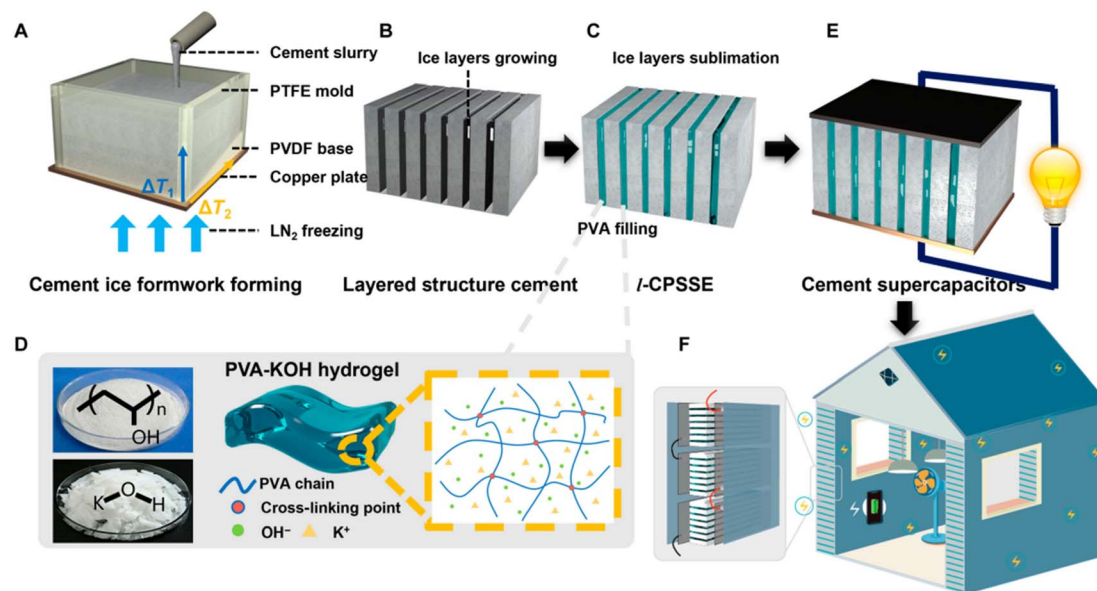 A
Cement slurry
PTFE mold
PVDF base
Copper plate
LN₂ freezing
ΔT₁
ΔT₂
Cement ice formwork forming
B
Ice layers growing
Layered structure cement
C
Ice layers sublimation
PVA filling
l-CPSSE
E
Cement supercapacitors
D
n
OH
K O H
PVA-KOH hydrogel
PVA chain
Cross-linking point
OH⁻ K⁺
F